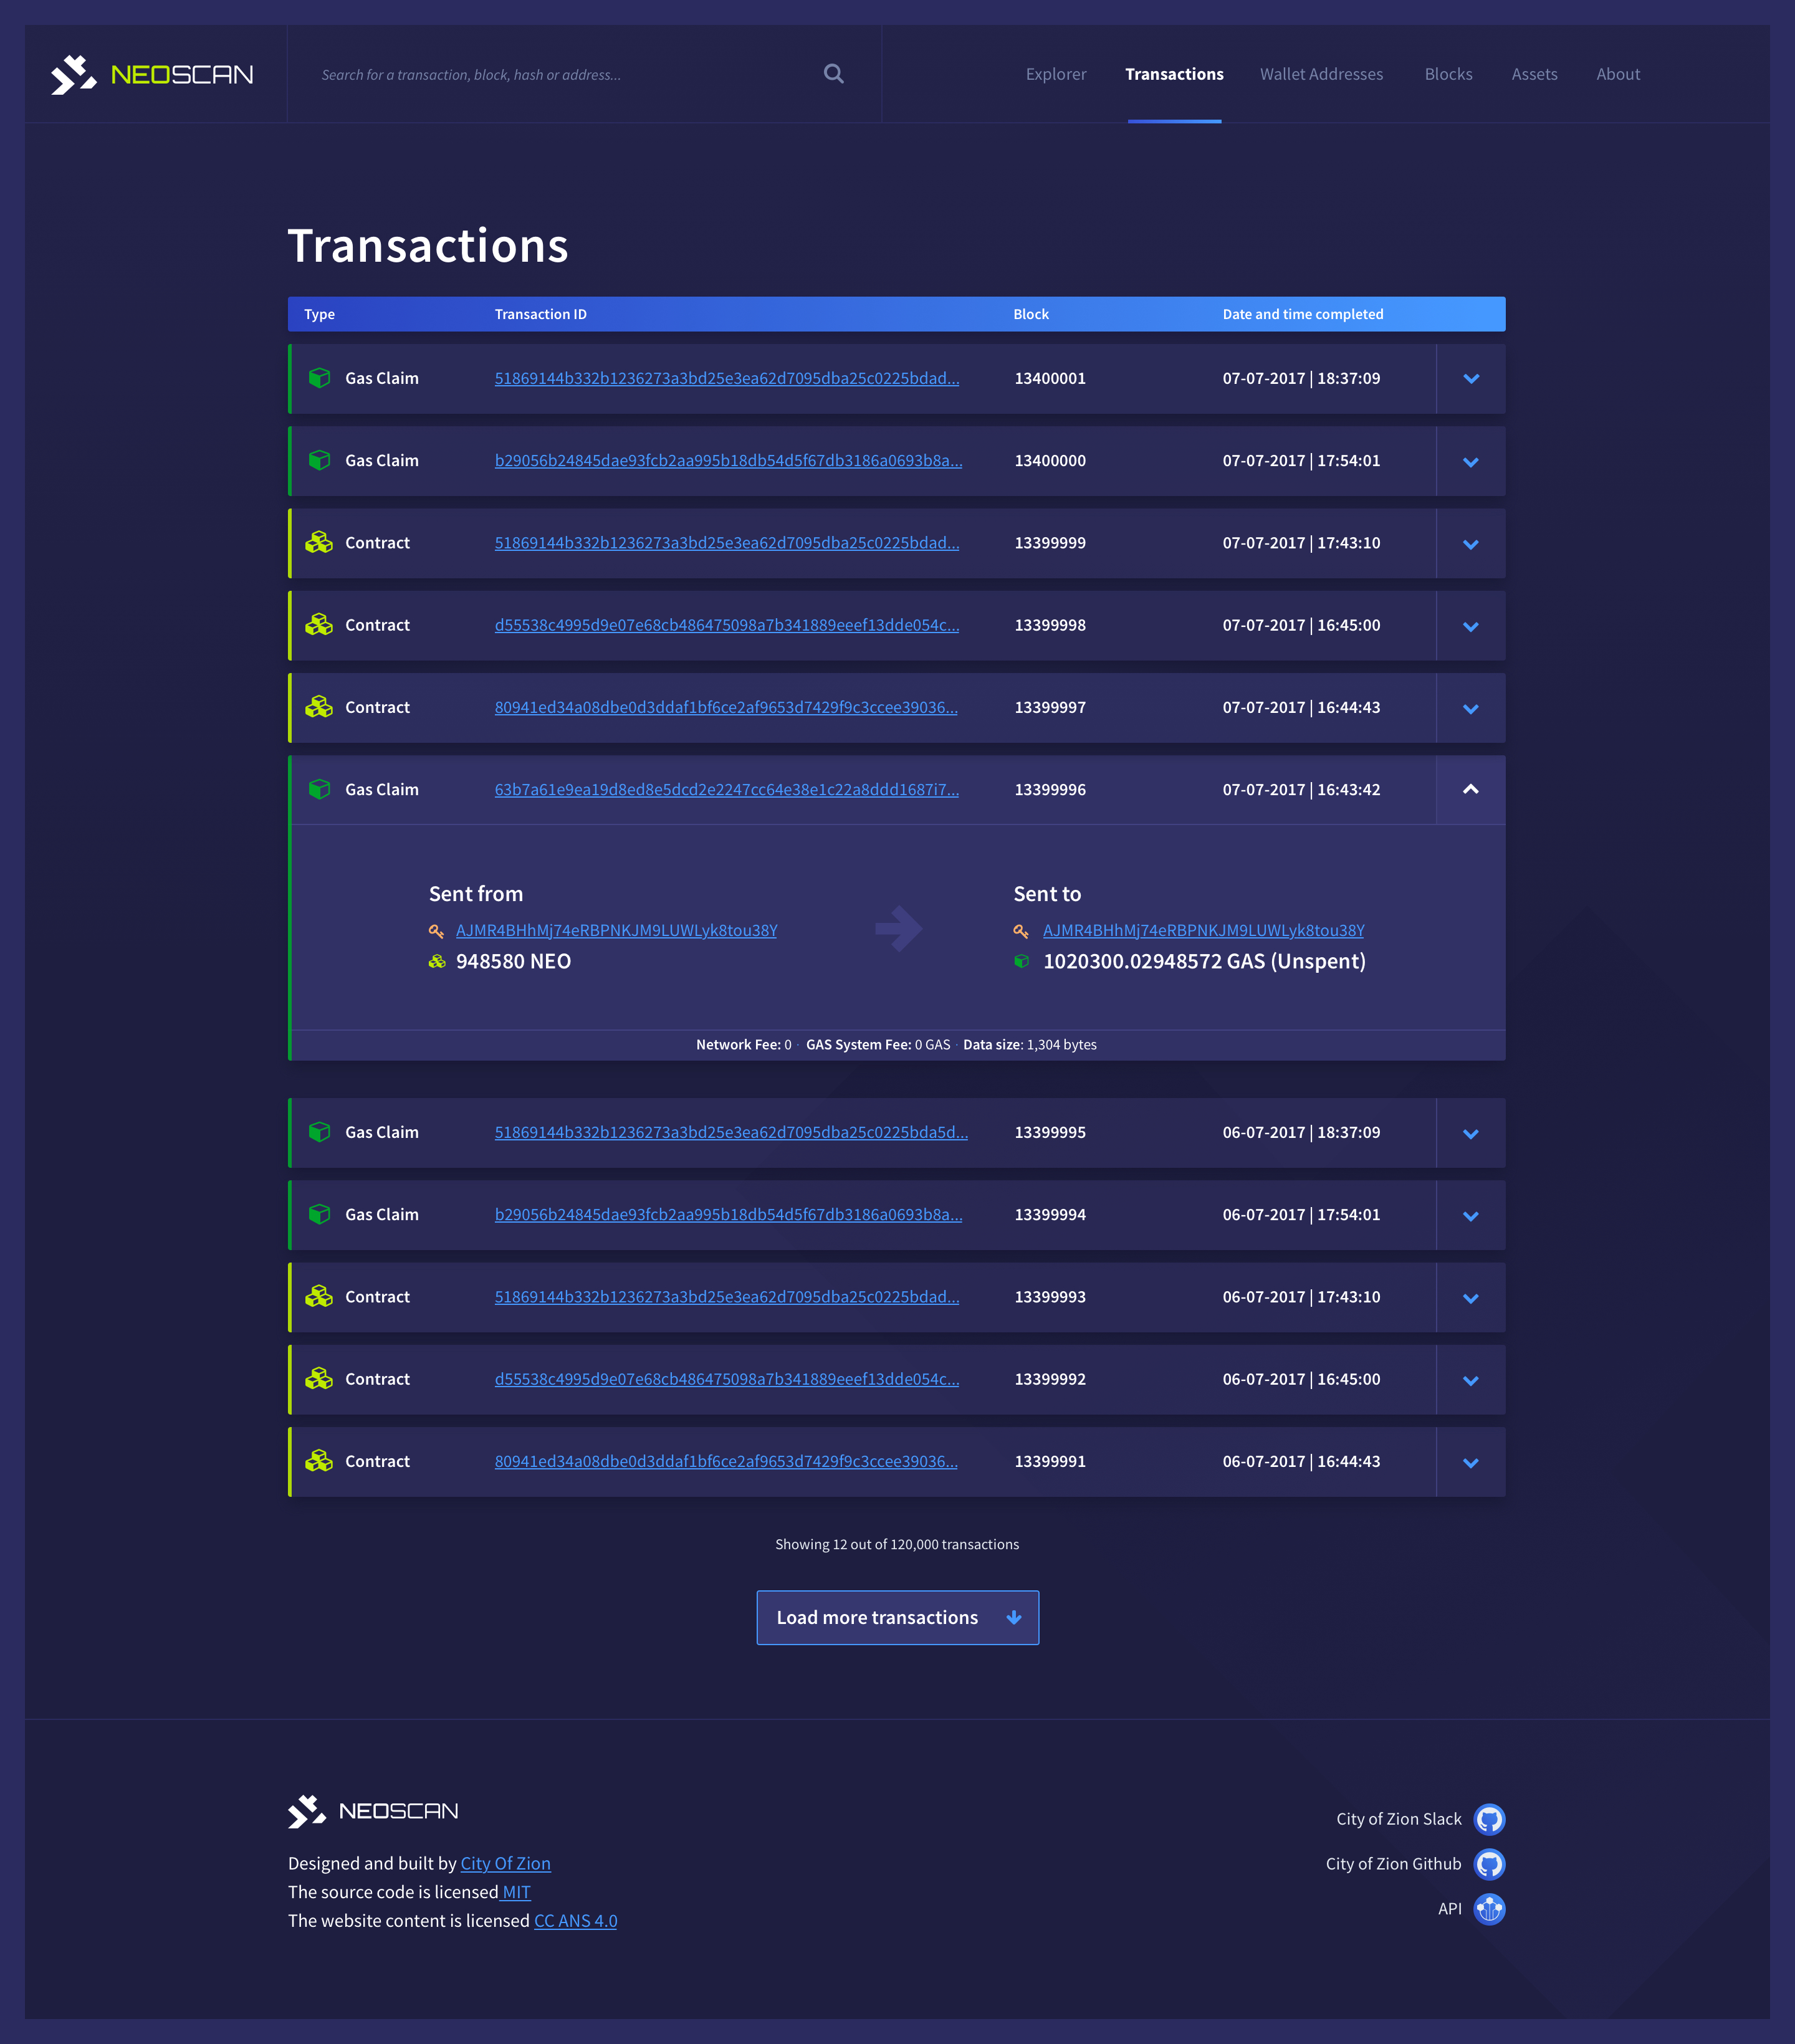 NEOSCAN
Search for a transaction, block, hash or address...
Explorer Transactions Wallet Addresses Blocks Assets About
Transactions
Type Transaction ID Block Date and time completed
Gas Claim 51869144b332b1236273a3bd25e3ea62d7095dba25c0225bdad... 13400001 07-07-2017 | 18:37:09
Gas Claim b29056b24845dae93fcb2aa995b18db54d5f67db3186a0693b8a... 13400000 07-07-2017 | 17:54:01
Contract 51869144b332b1236273a3bd25e3ea62d7095dba25c0225bdad... 13399999 07-07-2017 | 17:43:10
Contract d55538c4995d9e07e68cb486475098a7b341889eeef13dde054c... 13399998 07-07-2017 | 16:45:00
Contract 80941ed34a08dbe0d3ddaf1bf6ce2af9653d7429f9c3ccee39036... 13399997 07-07-2017 | 16:44:43
Gas Claim 63b7a61e9ea19d8ed8e5dcd2e2247cc64e38e1c22a8ddd1687i7... 13399996 07-07-2017 | 16:43:42
Sent from
AJMR4BHhMj74eRBPNKJM9LUWLyk8tou38Y
948580 NEO
Sent to
AJMR4BHhMj74eRBPNKJM9LUWLyk8tou38Y
1020300.02948572 GAS (Unspent)
Network Fee: 0 · GAS System Fee: 0 GAS · Data size: 1,304 bytes
Gas Claim 51869144b332b1236273a3bd25e3ea62d7095dba25c0225bda5d... 13399995 06-07-2017 | 18:37:09
Gas Claim b29056b24845dae93fcb2aa995b18db54d5f67db3186a0693b8a... 13399994 06-07-2017 | 17:54:01
Contract 51869144b332b1236273a3bd25e3ea62d7095dba25c0225bdad... 13399993 06-07-2017 | 17:43:10
Contract d55538c4995d9e07e68cb486475098a7b341889eeef13dde054c... 13399992 06-07-2017 | 16:45:00
Contract 80941ed34a08dbe0d3ddaf1bf6ce2af9653d7429f9c3ccee39036... 13399991 06-07-2017 | 16:44:43
Showing 12 out of 120,000 transactions
Load more transactions
NEOSCAN
Designed and built by City Of Zion
The source code is licensed MIT
The website content is licensed CC ANS 4.0
City of Zion Slack
City of Zion Github
API